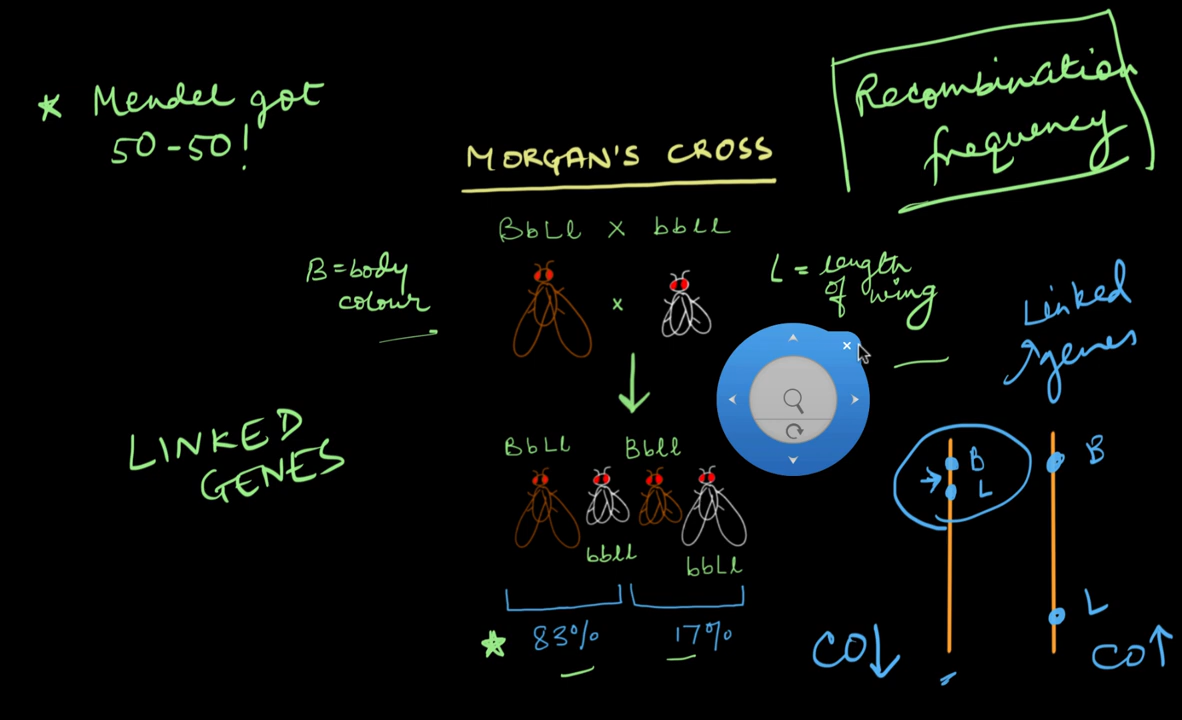 * Mendel got
50-50!
Recombination
frequency
MORGAN'S CROSS
BbLl x bbll
B = body
colour
x
L = length
of wing
Linked
genes
LINKED
GENES
BbLl Bbll
bbll
bbLl
83% 17%
B
L
B
L
CO↓
CO↑